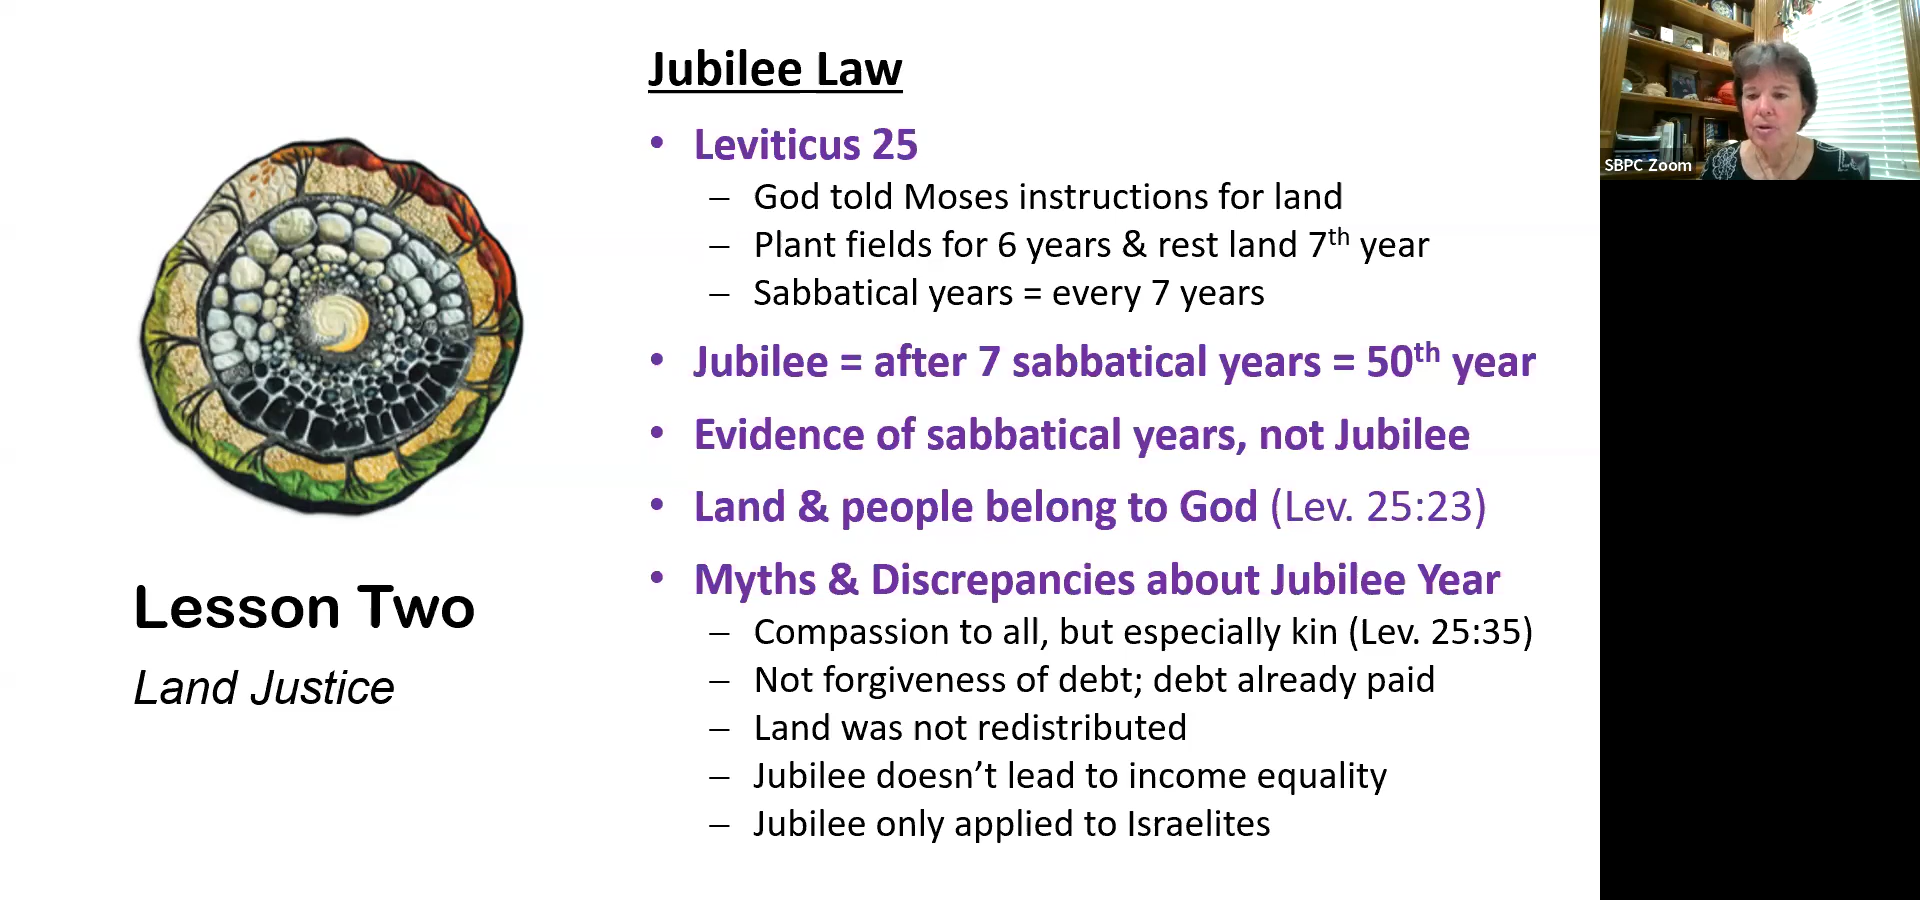 Jubilee Law
• Leviticus 25
– God told Moses instructions for land
– Plant fields for 6 years & rest land 7th year
– Sabbatical years = every 7 years
• Jubilee = after 7 sabbatical years = 50th year
• Evidence of sabbatical years, not Jubilee
• Land & people belong to God (Lev. 25:23)
• Myths & Discrepancies about Jubilee Year
– Compassion to all, but especially kin (Lev. 25:35)
– Not forgiveness of debt; debt already paid
– Land was not redistributed
– Jubilee doesn’t lead to income equality
– Jubilee only applied to Israelites
Lesson Two
Land Justice
SBPC Zoom